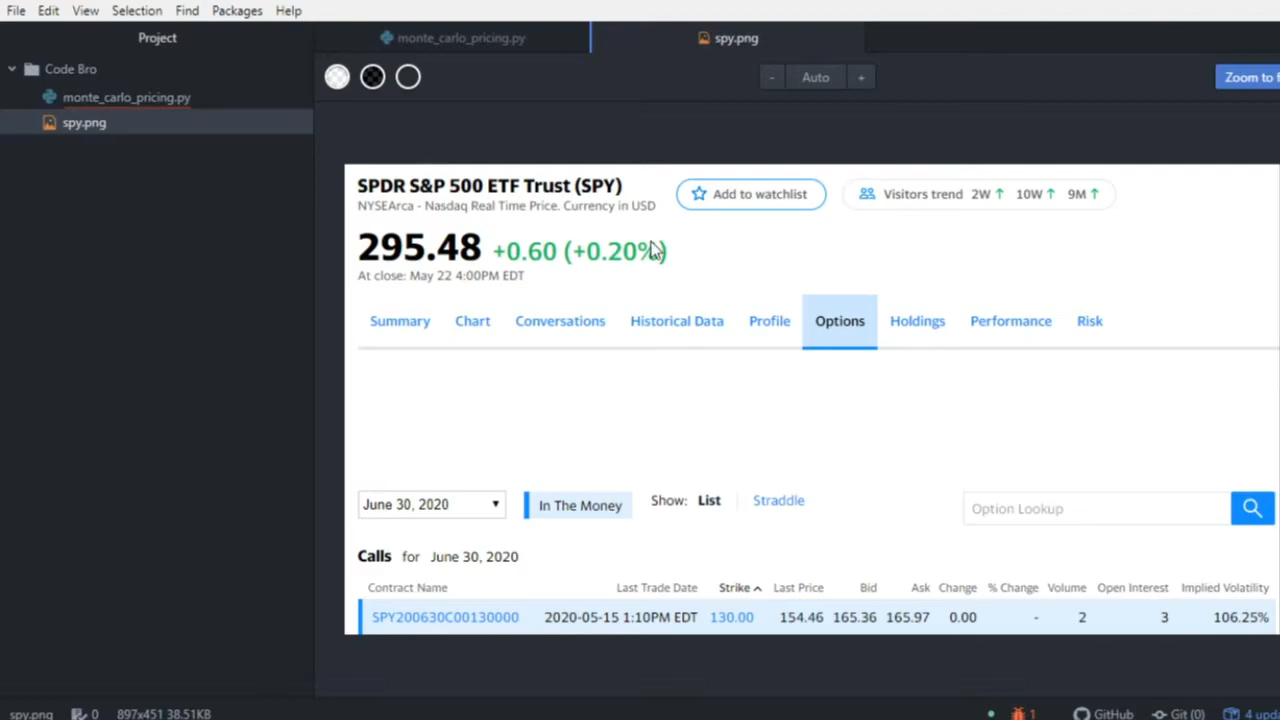 File Edit View Selection Find Packages Help
Project
monte_carlo_pricing.py
spy.png
Code Bro
- Auto +
Zoom to f
monte_carlo_pricing.py
spy.png
SPDR S&P 500 ETF Trust (SPY)
NYSEArca - Nasdaq Real Time Price. Currency in USD
Add to watchlist
Visitors trend 2W ↑ 10W ↑ 9M ↑
295.48 +0.60 (+0.20%)
At close: May 22 4:00PM EDT
Summary Chart Conversations Historical Data Profile Options Holdings Performance Risk
June 30, 2020 ▼ In The Money Show: List Straddle
Option Lookup
Calls for June 30, 2020
Contract Name Last Trade Date Strike Last Price Bid Ask Change % Change Volume Open Interest Implied Volatility
SPY200630C00130000 2020-05-15 1:10PM EDT 130.00 154.46 165.36 165.97 0.00 - 2 3 106.25%
spy.png 0 897x451 38.51KB 1 GitHub Git (0) 4 upd